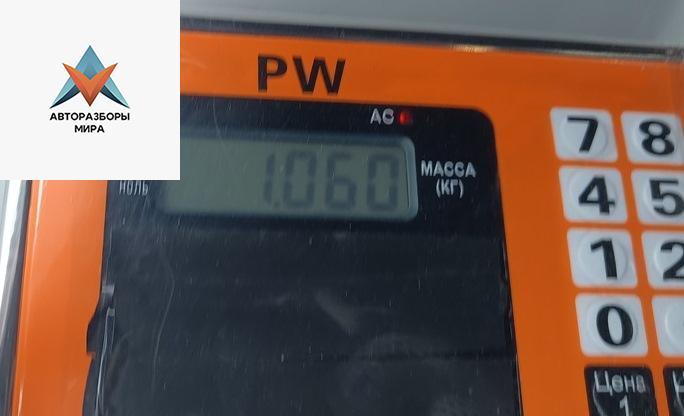 АВТОРАЗБОРЫ
МИРА
PW
AC
НОЛЬ
1.060
МАССА
(КГ)
7 8
4 5
1 2
0
Цена
1